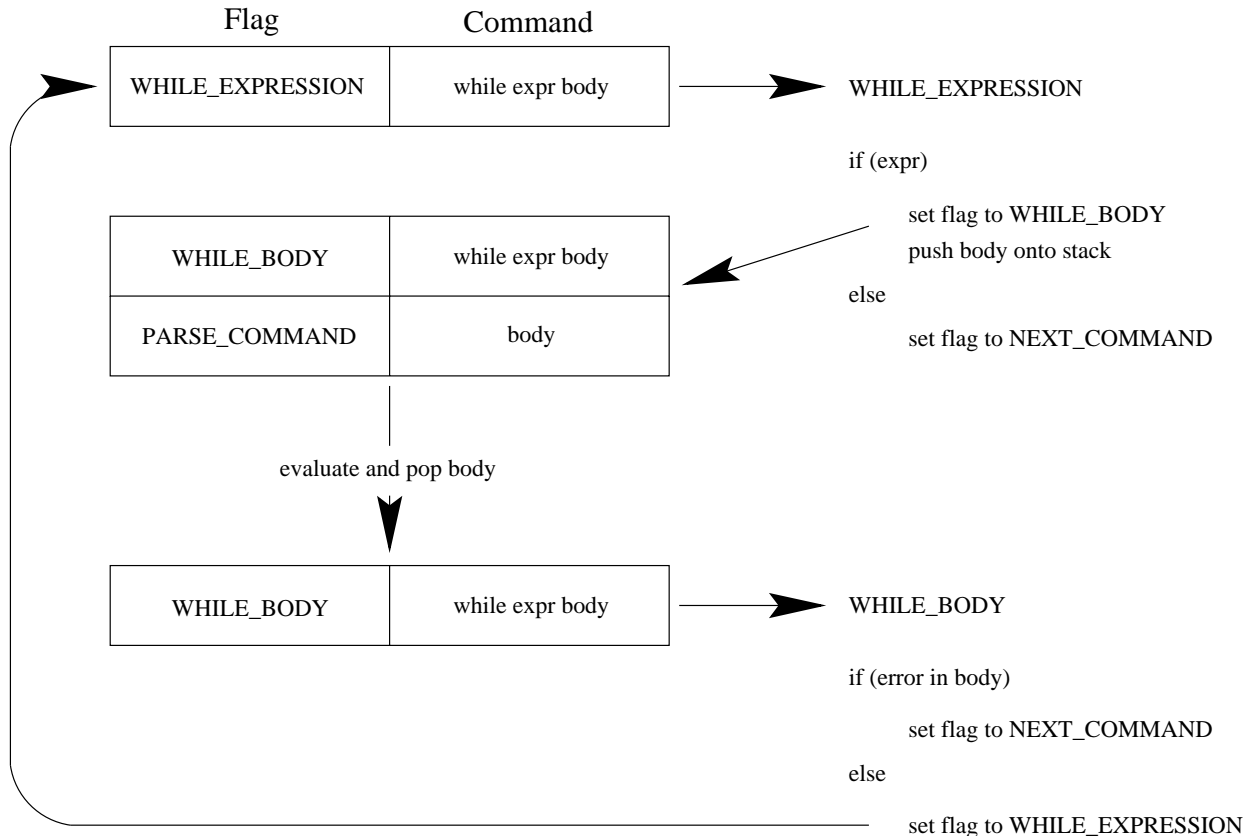 Flag Command
WHILE_EXPRESSION while expr body WHILE_EXPRESSION
if (expr)
set flag to WHILE_BODY
push body onto stack
WHILE_BODY while expr body
else
PARSE_COMMAND body set flag to NEXT_COMMAND
evaluate and pop body
WHILE_BODY while expr body WHILE_BODY
if (error in body)
set flag to NEXT_COMMAND
else
set flag to WHILE_EXPRESSION